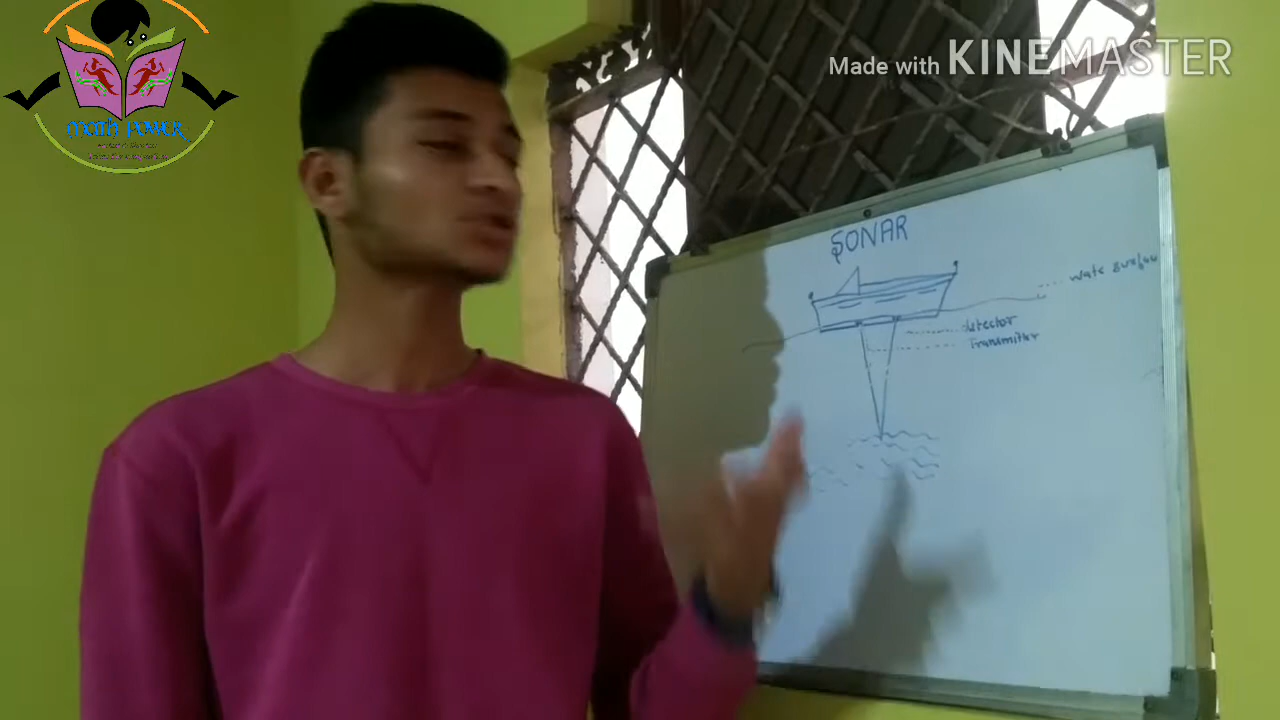 MATH POWER
Made with KINEMASTER
SONAR
Wate surface
detector
Transmitter